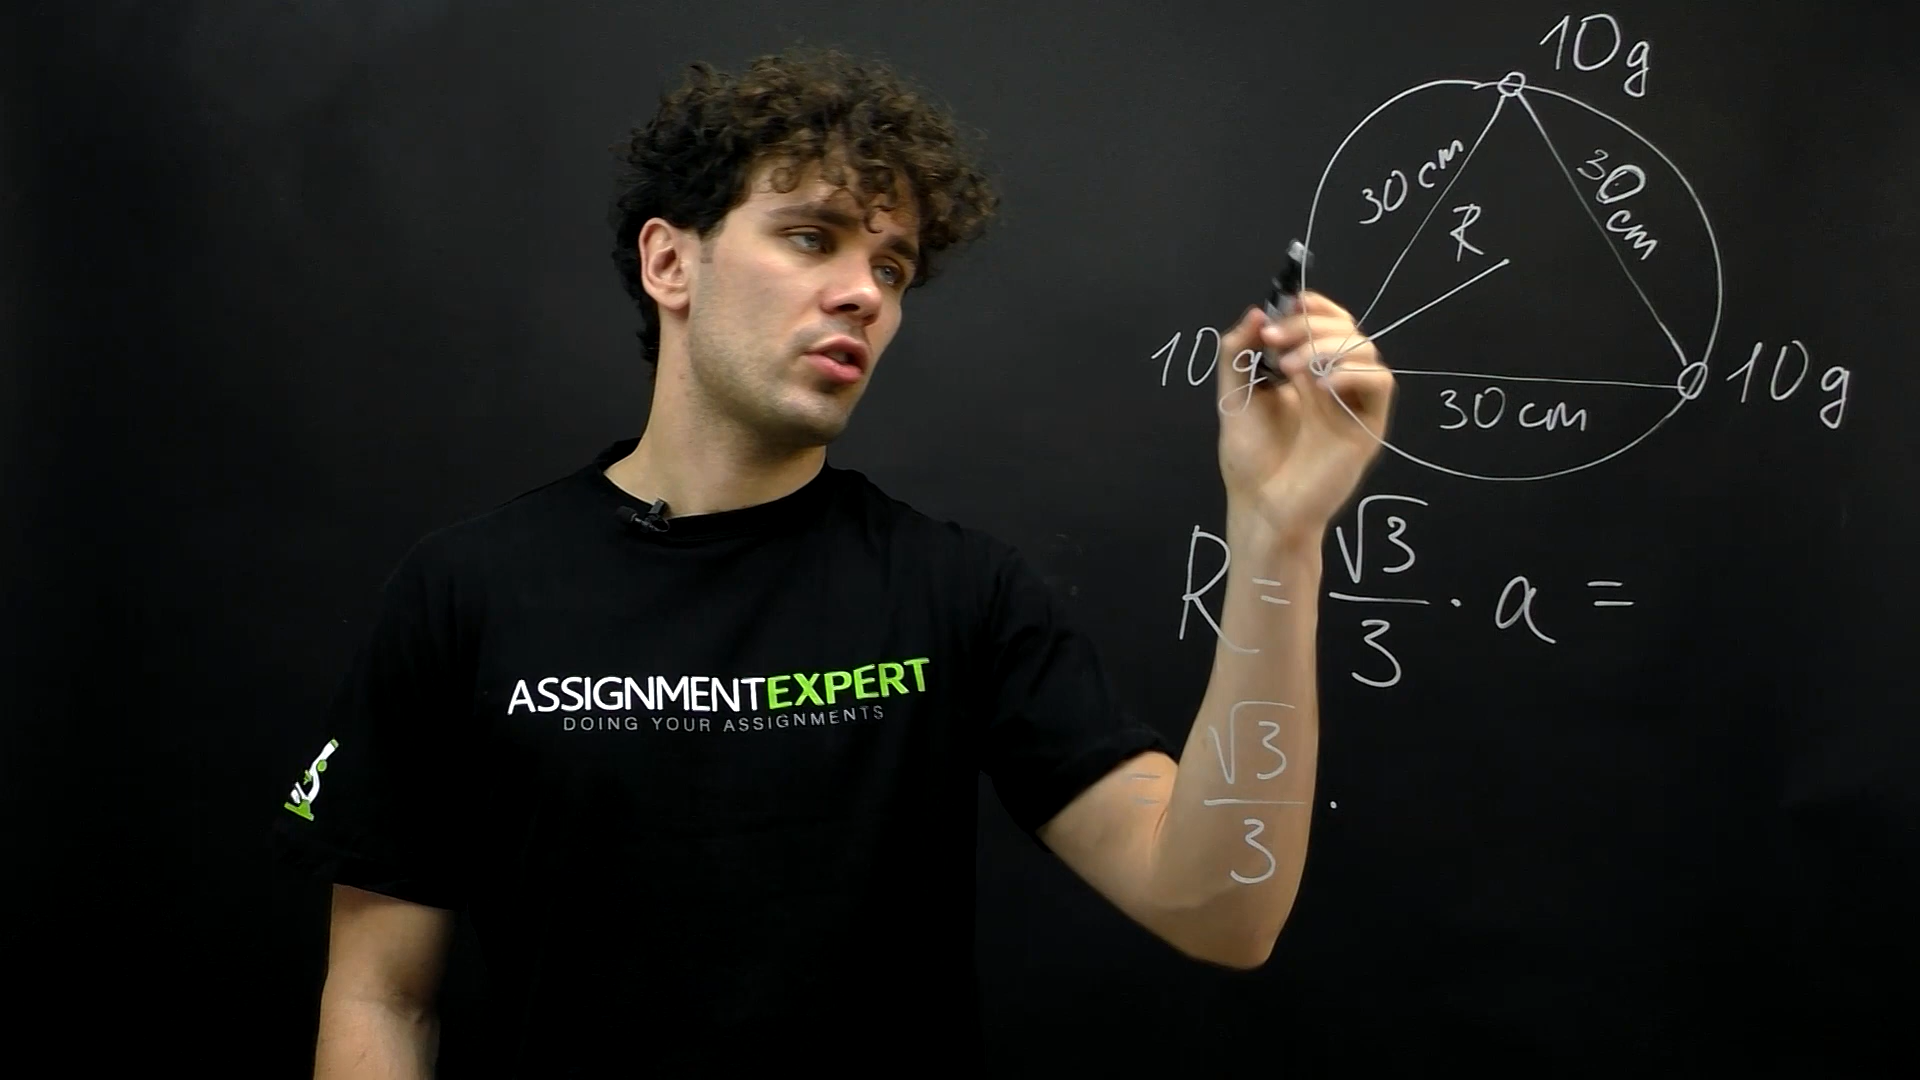 10g
30 cm
30 cm
R
10g
10g
30 cm
R = √3/3 · a =
= √3/3 ·
ASSIGNMENTEXPERT
DOING YOUR ASSIGNMENTS